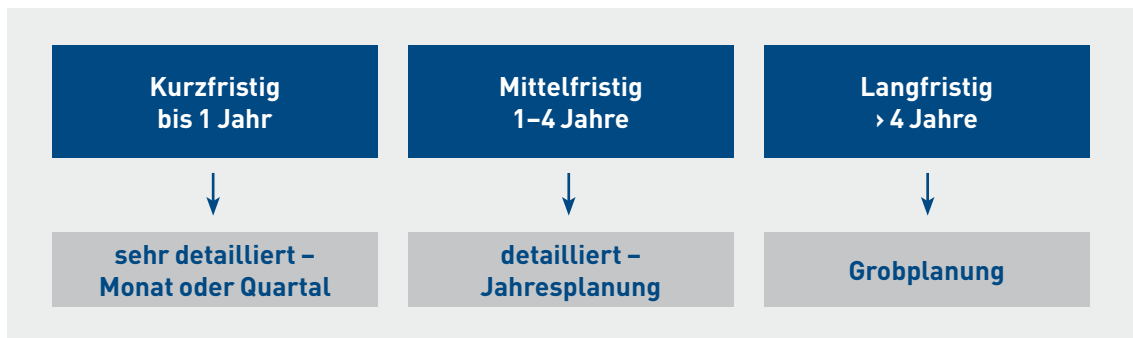 Kurzfristig
bis 1 Jahr
Mittelfristig
1–4 Jahre
Langfristig
› 4 Jahre
sehr detailliert –
Monat oder Quartal
detailliert –
Jahresplanung
Grobplanung